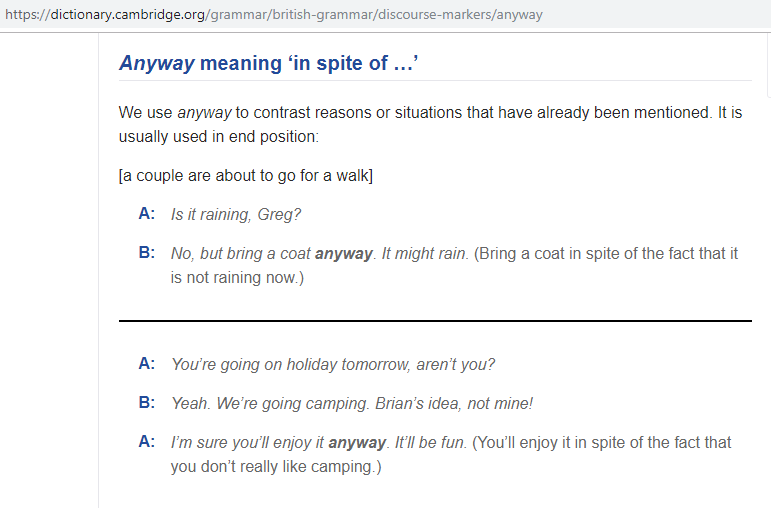 https://dictionary.cambridge.org/grammar/british-grammar/discourse-markers/anyway
Anyway meaning ‘in spite of …’
We use anyway to contrast reasons or situations that have already been mentioned. It is
usually used in end position:
[a couple are about to go for a walk]
A: Is it raining, Greg?
B: No, but bring a coat anyway. It might rain. (Bring a coat in spite of the fact that it
is not raining now.)
A: You’re going on holiday tomorrow, aren’t you?
B: Yeah. We’re going camping. Brian’s idea, not mine!
A: I’m sure you’ll enjoy it anyway. It’ll be fun. (You’ll enjoy it in spite of the fact that
you don’t really like camping.)